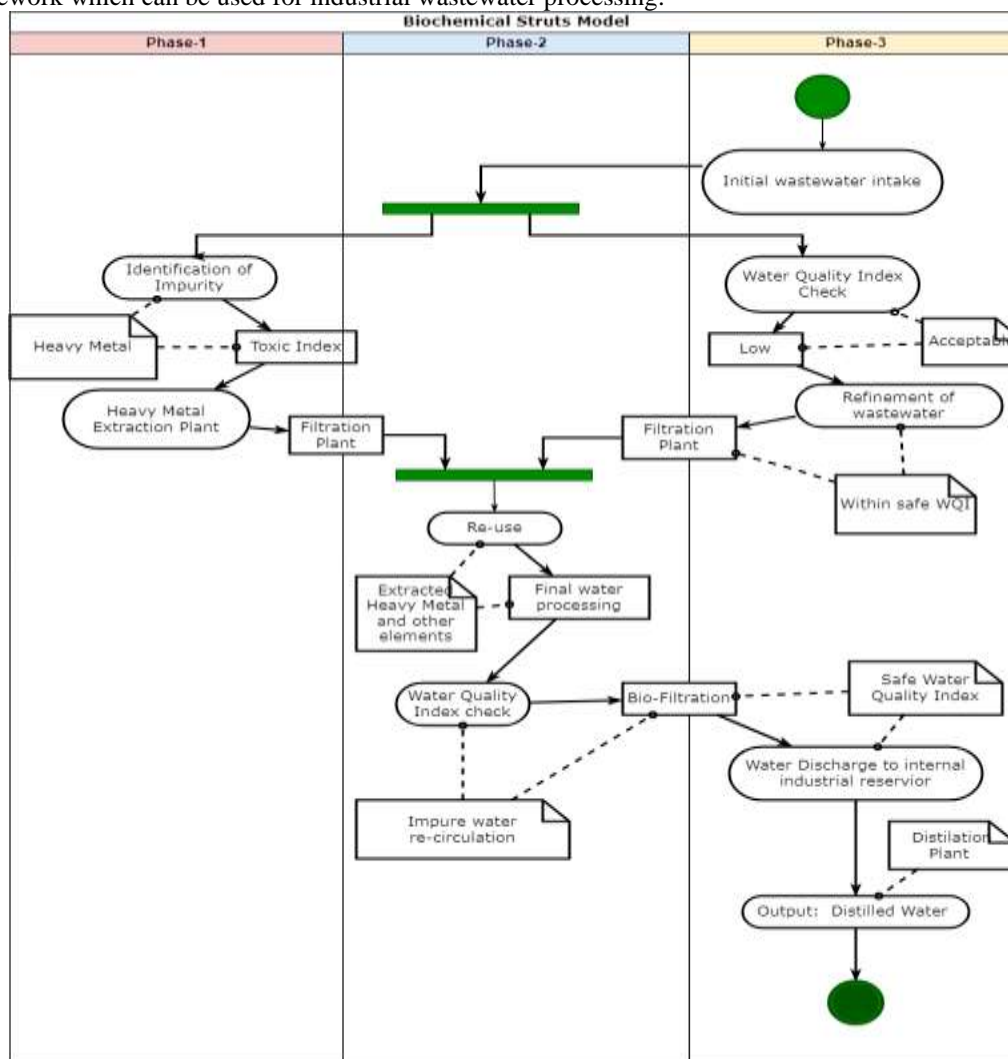 ework which can be used for industrial wastewater processing.
Biochemical Struts Model
Phase-1
Phase-2
Phase-3
Initial wastewater intake
Identification of
Impurity
Water Quality Index
Check
Heavy Metal
Toxic Index
Low
Acceptable
Heavy Metal
Extraction Plant
Filtration
Plant
Filtration
Plant
Refinement of
wastewater
Within safe WQI
Re-use
Extracted
Heavy Metal
and other
elements
Final water
processing
Water Quality
Index check
Bio-Filtration
Safe Water
Quality Index
Water Discharge to internal
industrial reservior
Impure water
re-circulation
Distilation
Plant
Output: Distilled Water